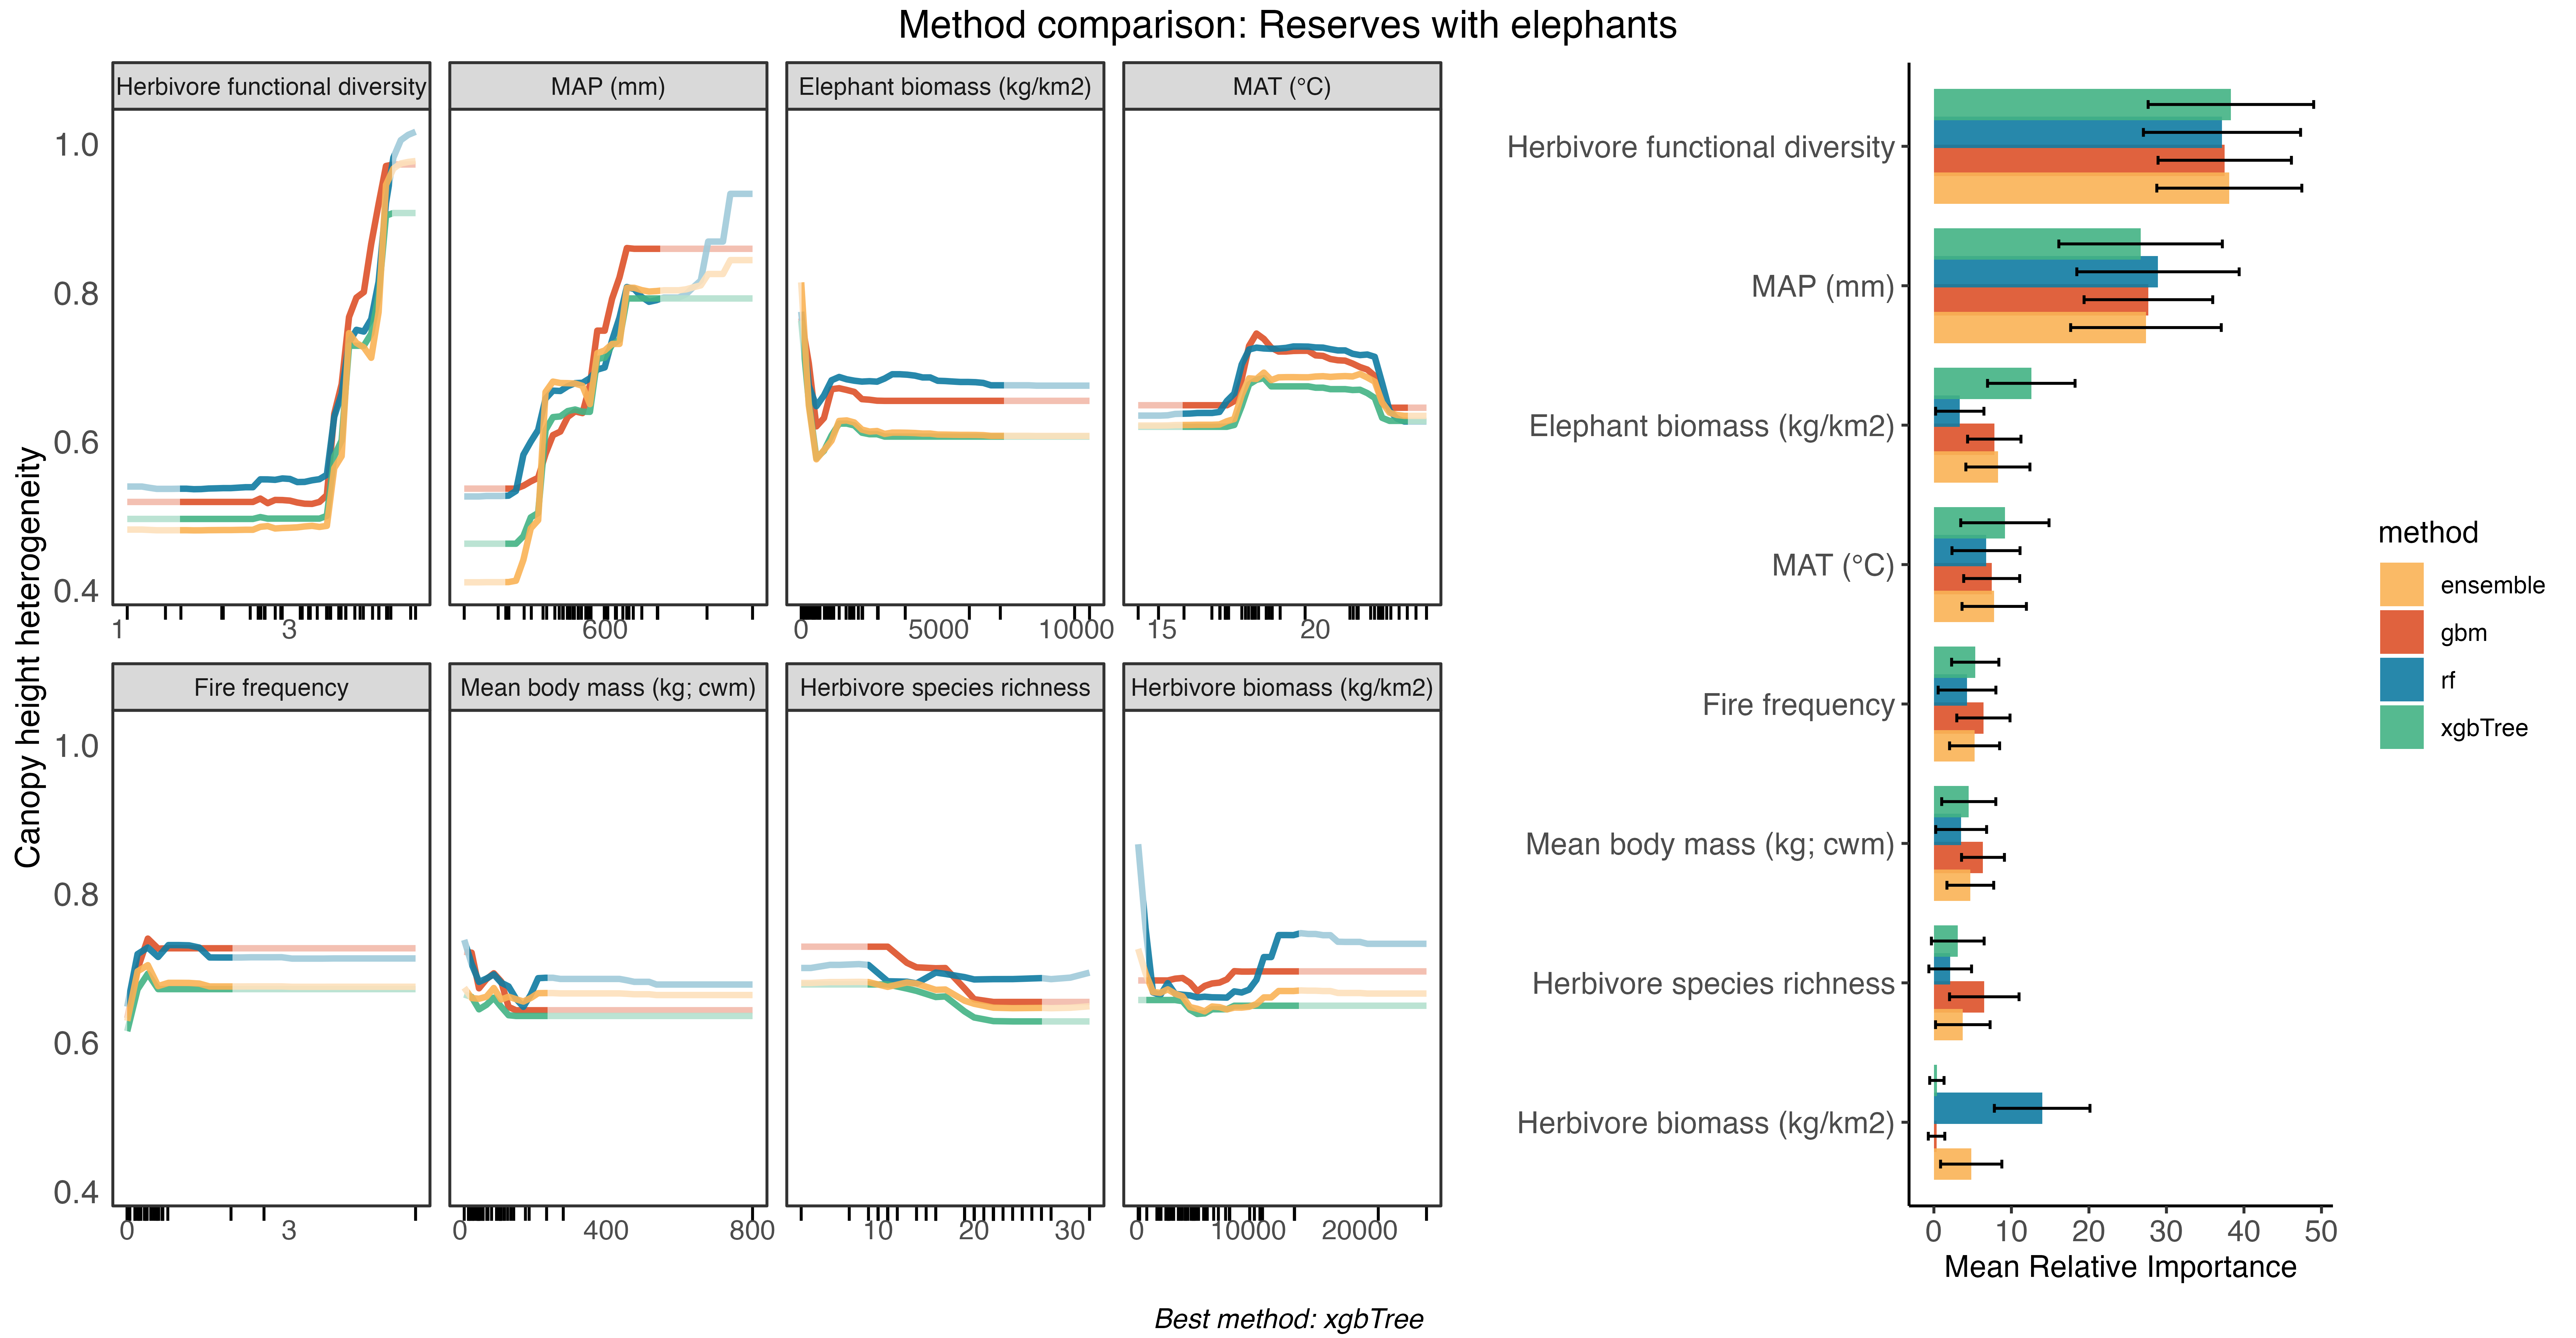 Method comparison: Reserves with elephants
Herbivore functional diversity
MAP (mm)
Elephant biomass (kg/km2)
MAT (°C)
1.0
0.8
0.6
0.4
1 3
600
0 5000 10000
15 20
Canopy height heterogeneity
Fire frequency
Mean body mass (kg; cwm)
Herbivore species richness
Herbivore biomass (kg/km2)
1.0
0.8
0.6
0.4
0 3
0 400 800
10 20 30
0 10000 20000
Herbivore functional diversity
MAP (mm)
Elephant biomass (kg/km2)
MAT (°C)
Fire frequency
Mean body mass (kg; cwm)
Herbivore species richness
Herbivore biomass (kg/km2)
0 10 20 30 40 50
Mean Relative Importance
method
ensemble
gbm
rf
xgbTree
Best method: xgbTree